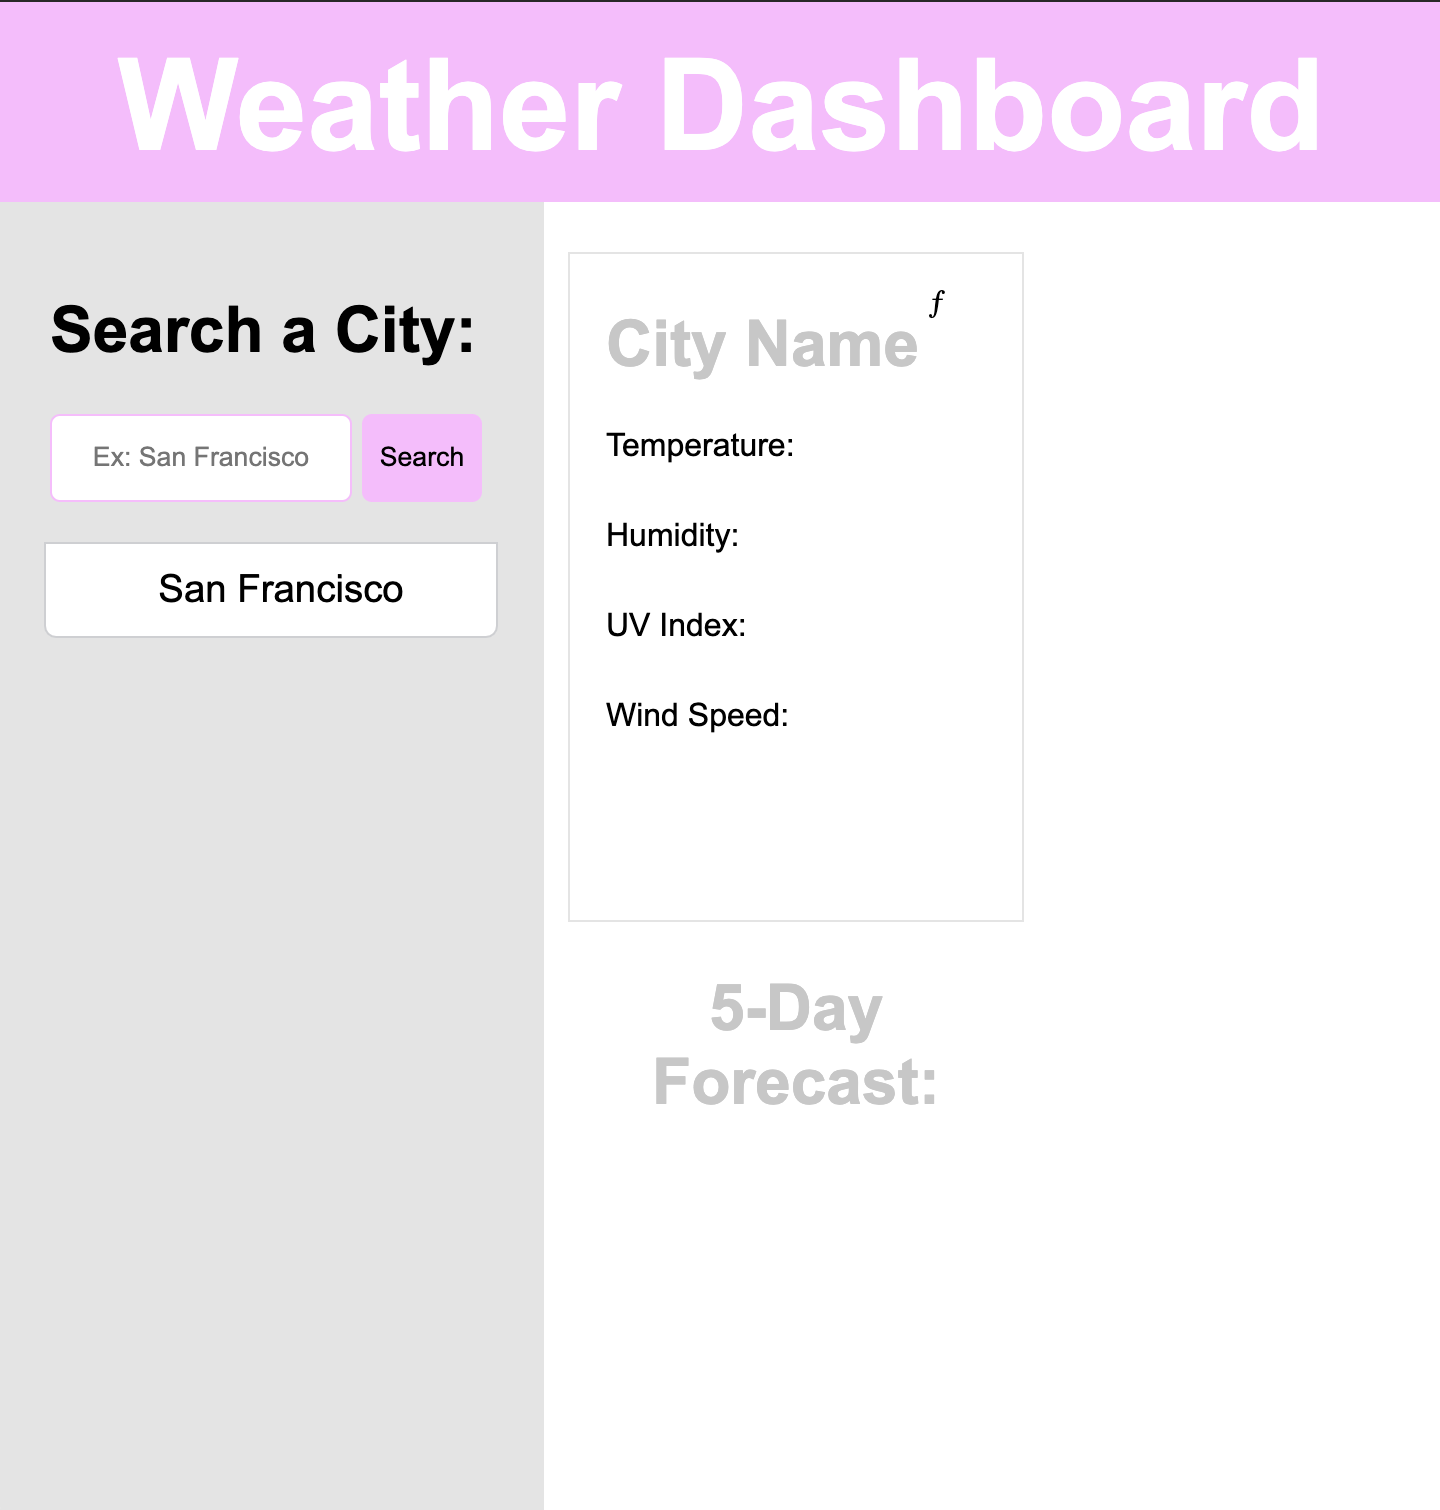 Weather Dashboard
Search a City:
Ex: San Francisco
Search
San Francisco
City Name
f
Temperature:
Humidity:
UV Index:
Wind Speed:
5-Day
Forecast: